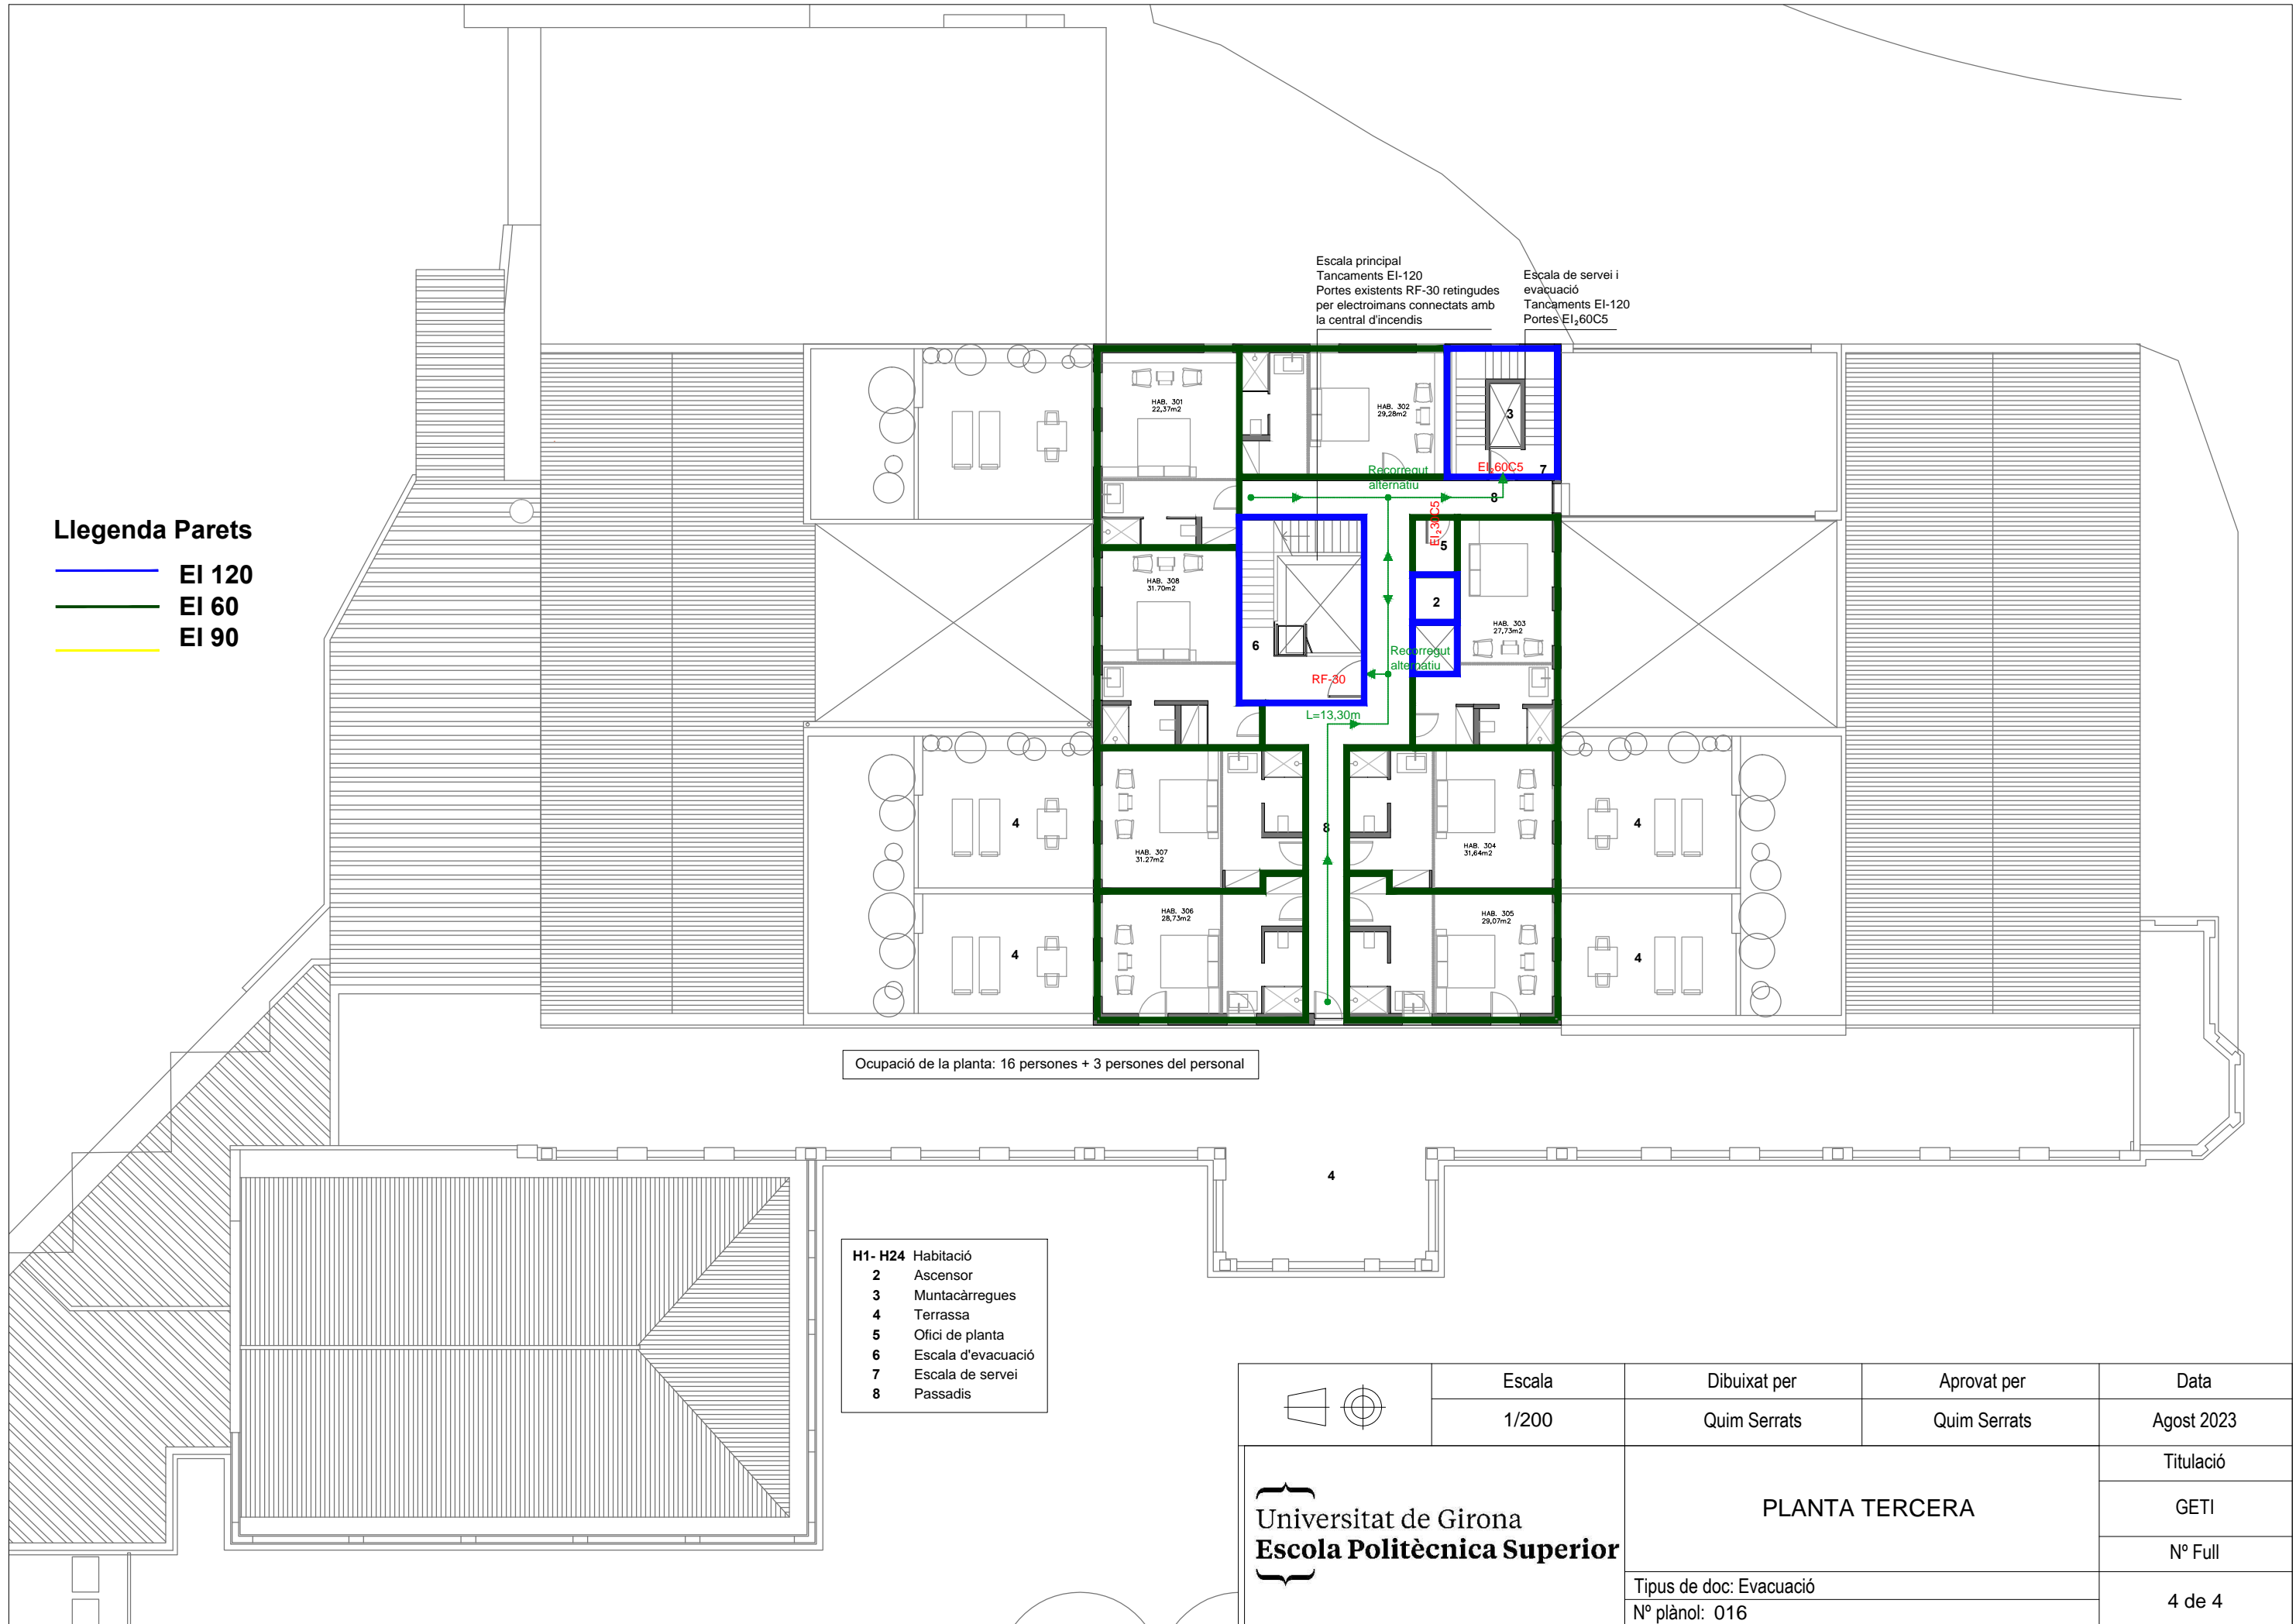 Escala principal
Tancaments EI-120
Portes existents RF-30 retingudes
per electroimans connectats amb
la central d'incendis
Escala de servei i
evacuació
Tancaments EI-120
Portes EI₂60C5
Llegenda Parets
EI 120
EI 60
EI 90
HAB. 301
22,37m2
HAB. 302
29,28m2
3
Recorregut
alternatiu
EI₂60C5
7
8
EI₂30C5
5
HAB. 308
31.70m2
2
HAB. 303
27,73m2
6
Recorregut
alternatiu
RF-30
L=13,30m
HAB. 307
31.27m2
8
HAB. 304
31,64m2
4
4
HAB. 306
28,73m2
HAB. 305
29,07m2
4
4
Ocupació de la planta: 16 persones + 3 persones del personal
4
H1- H24 Habitació
2 Ascensor
3 Muntacàrregues
4 Terrassa
5 Ofici de planta
6 Escala d'evacuació
7 Escala de servei
8 Passadis
Escala
Dibuixat per
Aprovat per
Data
1/200
Quim Serrats
Quim Serrats
Agost 2023
Universitat de Girona
Escola Politècnica Superior
PLANTA TERCERA
Titulació
GETI
Nº Full
Tipus de doc: Evacuació
Nº plànol: 016
4 de 4